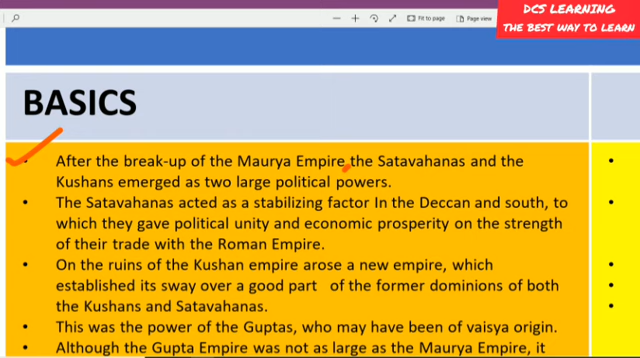 DCS LEARNING
THE BEST WAY TO LEARN
Fit to page
Page view
BASICS
• After the break-up of the Maurya Empire the Satavahanas and the
Kushans emerged as two large political powers.
• The Satavahanas acted as a stabilizing factor In the Deccan and south, to
which they gave political unity and economic prosperity on the strength
of their trade with the Roman Empire.
• On the ruins of the Kushan empire arose a new empire, which
established its sway over a good part of the former dominions of both
the Kushans and Satavahanas.
• This was the power of the Guptas, who may have been of vaisya origin.
• Although the Gupta Empire was not as large as the Maurya Empire, it